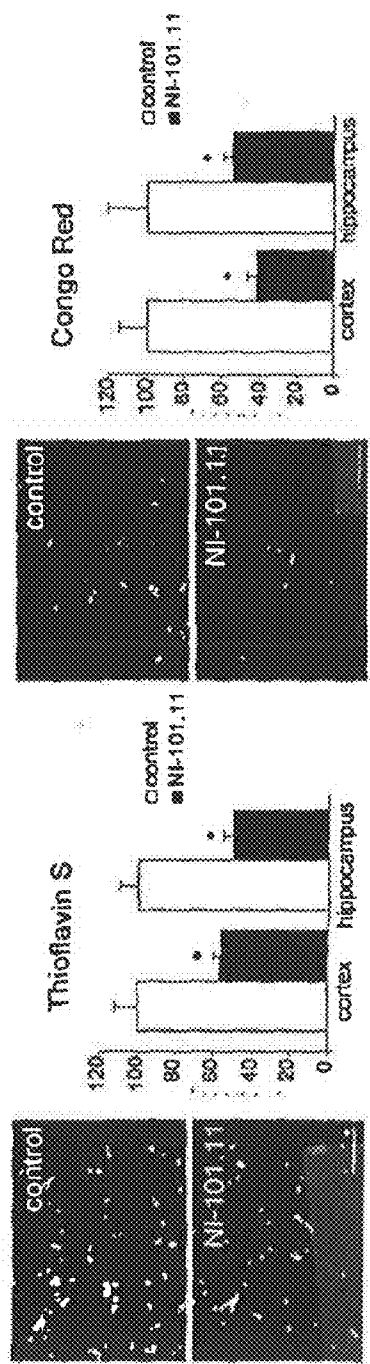 control
NI-101.11
Thioflavin S
□ control
■ NI-101.11
120
100
80
60
40
20
0
*
*
cortex
hippocampus
control
NI-101.11
Congo Red
□ control
■ NI-101.11
120
100
80
60
40
20
0
*
*
cortex
hippocampus